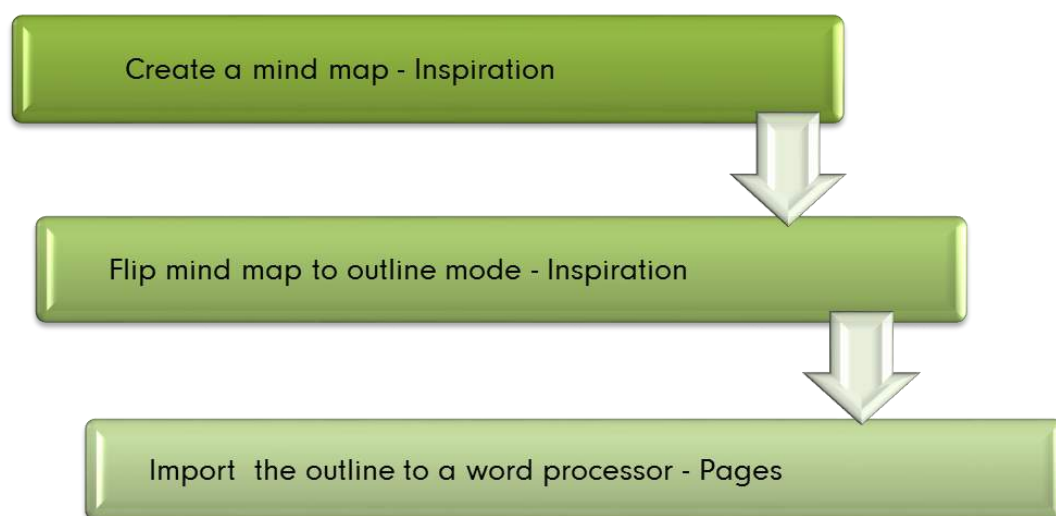 Create a mind map - Inspiration
Flip mind map to outline mode - Inspiration
Import the outline to a word processor - Pages